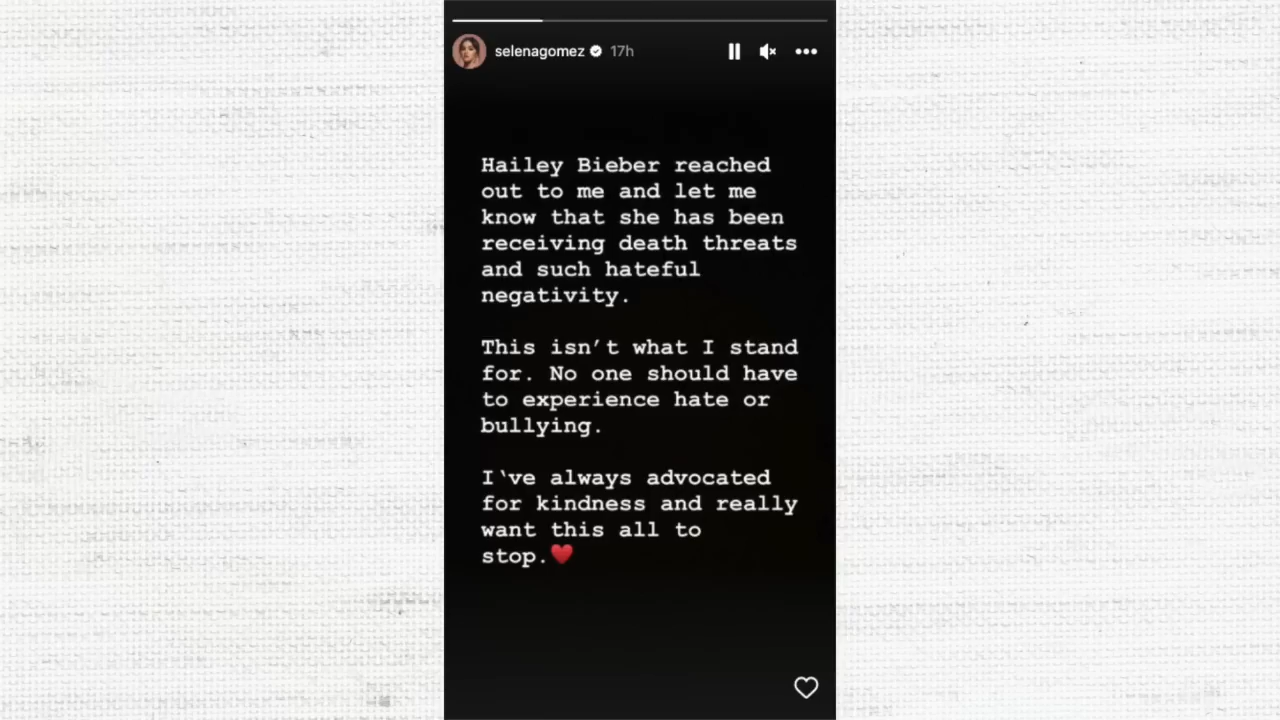 selenagomez 17h
Hailey Bieber reached
out to me and let me
know that she has been
receiving death threats
and such hateful
negativity.
This isn’t what I stand
for. No one should have
to experience hate or
bullying.
I‘ve always advocated
for kindness and really
want this all to
stop.❤️